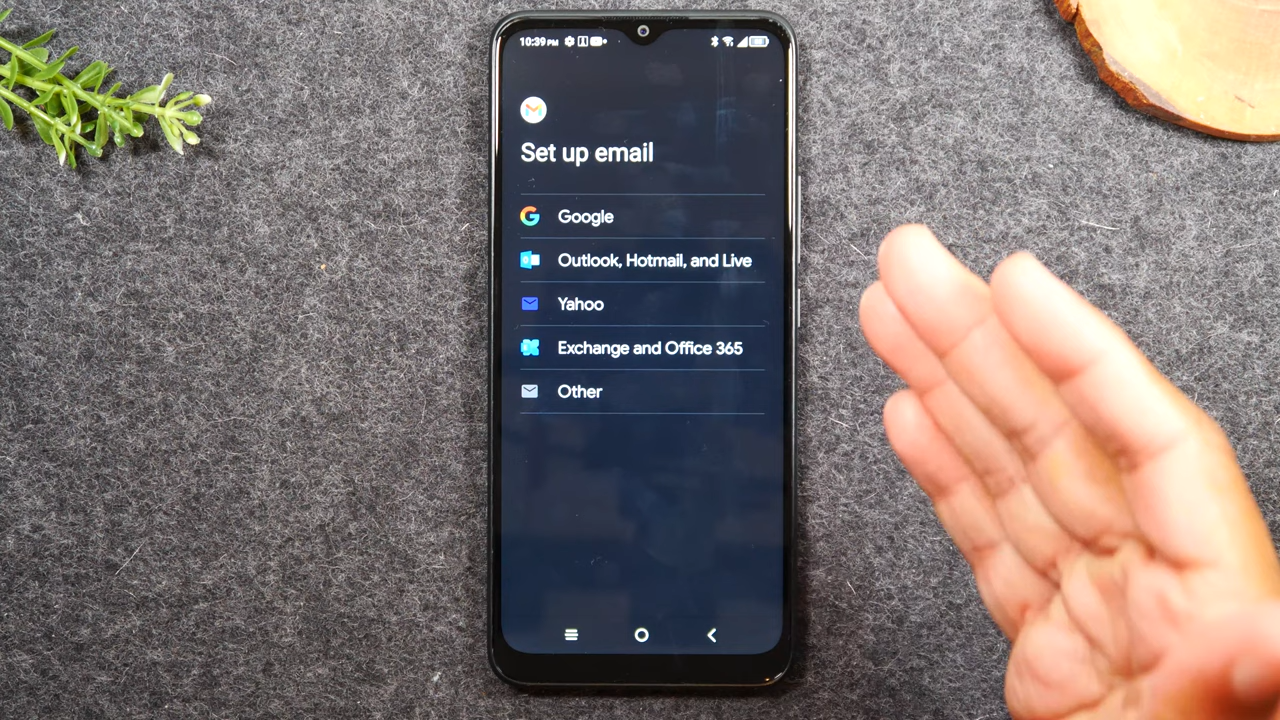 10:39 PM
Set up email
Google
Outlook, Hotmail, and Live
Yahoo
Exchange and Office 365
Other